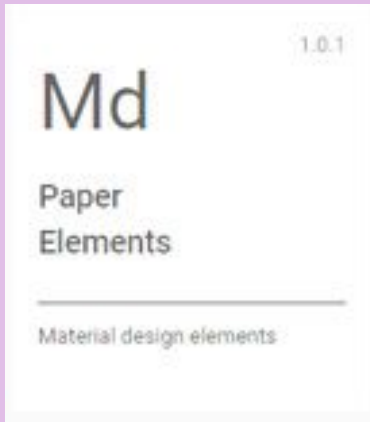 1.0.1
Md
Paper
Elements
Material design elements